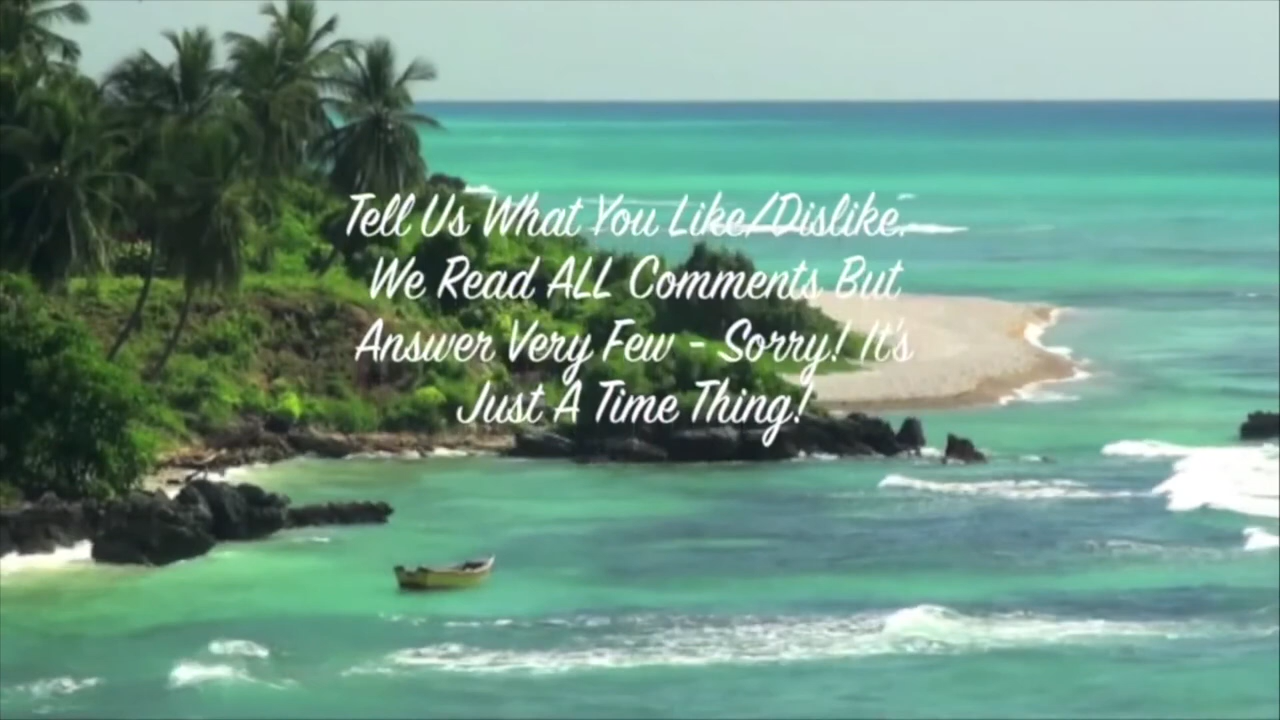 Tell Us What You Like/Dislike.
We Read ALL Comments But
Answer Very Few - Sorry! It's
Just A Time Thing!